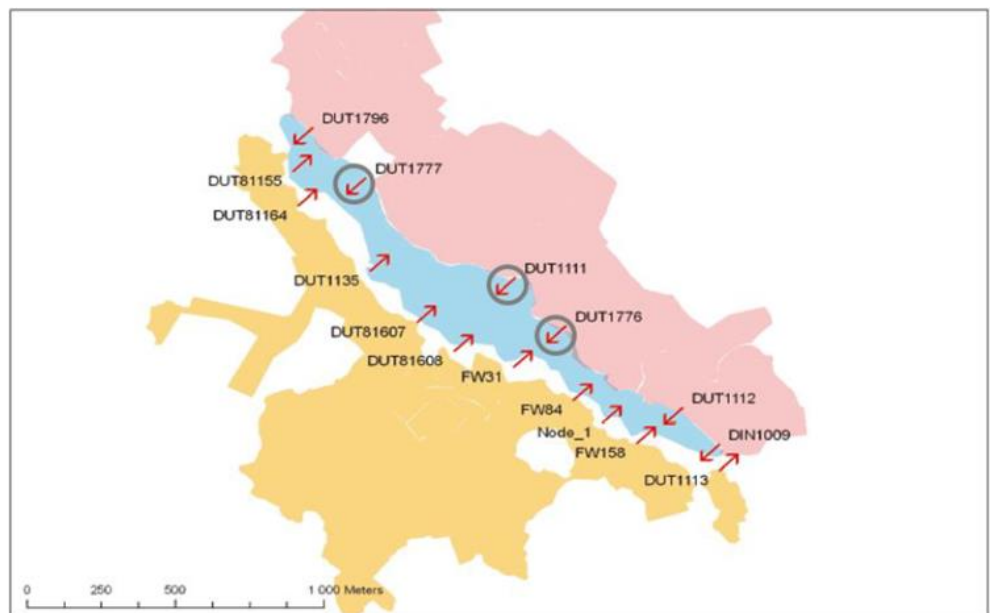 DUT1796
DUT1777
DUT81155
DUT81164
DUT1111
DUT1135
DUT1776
DUT81607
DUT81608
FW31
DUT1112
FW84
Node_1
DIN1009
FW158
DUT1113
0 250 500 1 000 Meters